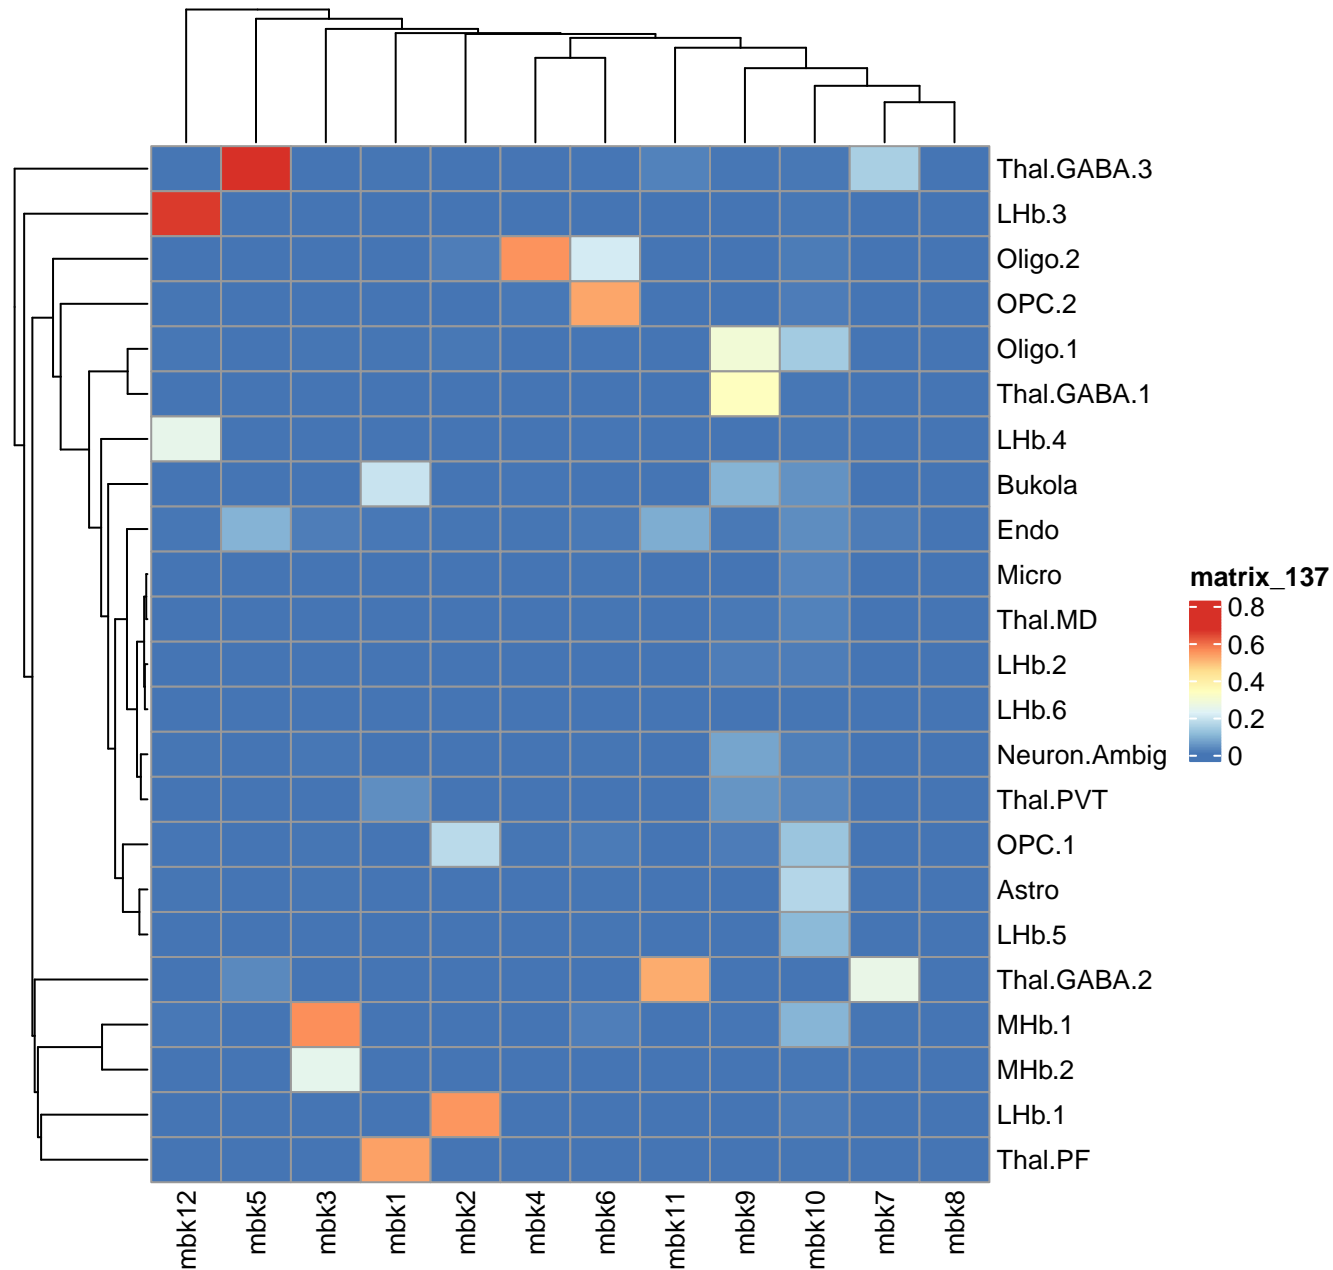 Thal.GABA.3
LHb.3
Oligo.2
OPC.2
Oligo.1
Thal.GABA.1
LHb.4
Bukola
Endo
Micro
Thal.MD
LHb.2
LHb.6
Neuron.Ambig
Thal.PVT
OPC.1
Astro
LHb.5
Thal.GABA.2
MHb.1
MHb.2
LHb.1
Thal.PF
matrix_137
0.8
0.6
0.4
0.2
0
mbk12
mbk5
mbk3
mbk1
mbk2
mbk4
mbk6
mbk11
mbk9
mbk10
mbk7
mbk8